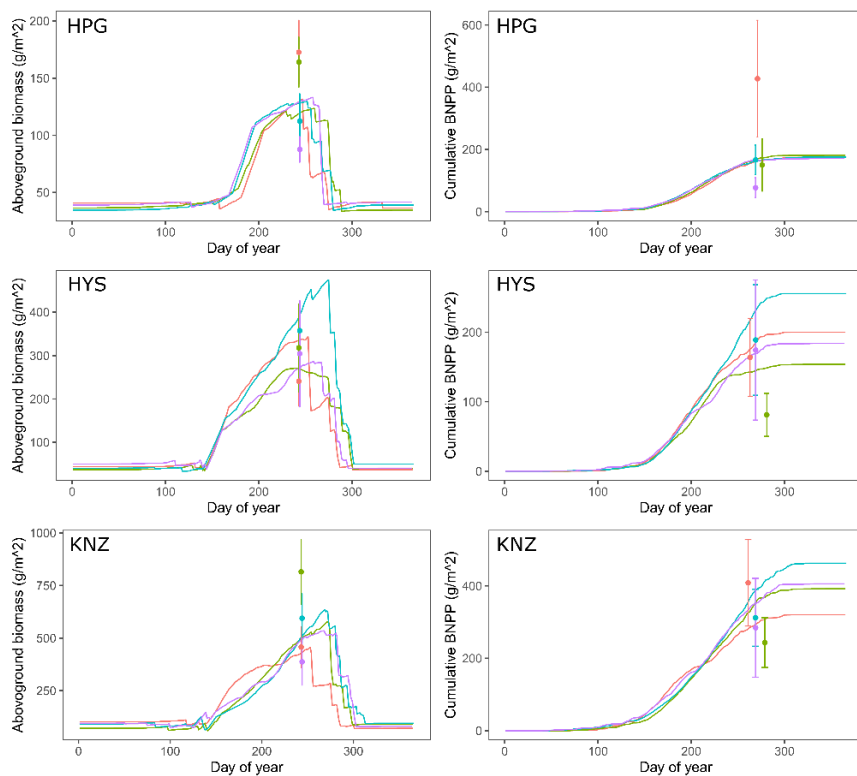 HPG
Aboveground biomass (g/m^2)
200
150
100
50
0
100
200
300
Day of year
HPG
Cumulative BNPP (g/m^2)
600
400
200
0
0
100
200
300
Day of year
HYS
Aboveground biomass (g/m^2)
400
300
200
100
0
100
200
300
Day of year
HYS
Cumulative BNPP (g/m^2)
200
100
0
0
100
200
300
Day of year
KNZ
Abovoground biomass (g/m^2)
1000
750
500
250
0
100
200
300
Day of year
KNZ
Cumulative BNPP (g/m^2)
400
200
0
0
100
200
300
Day of year